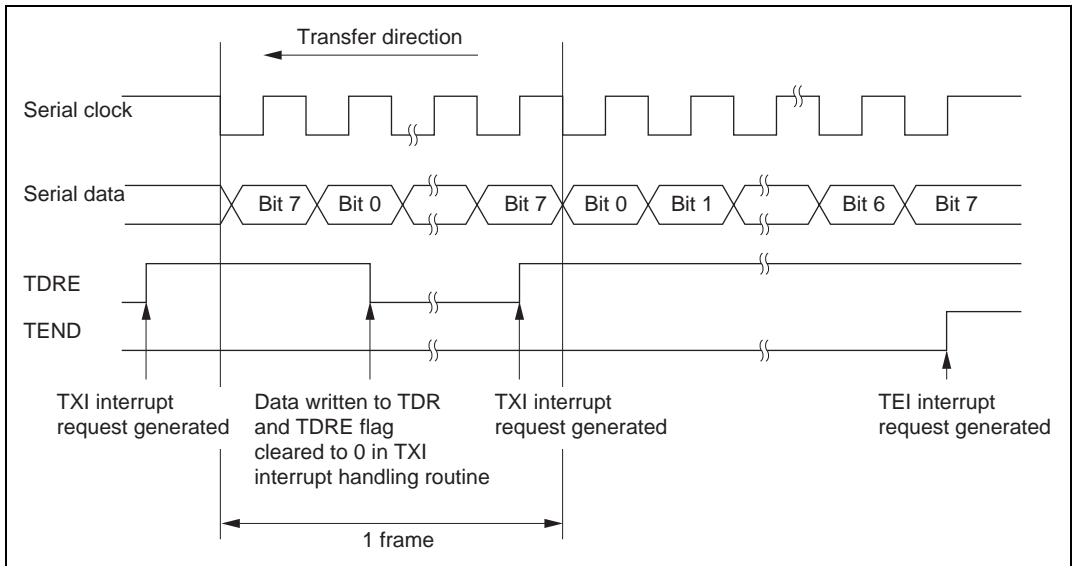 Transfer direction
Serial clock
Serial data
Bit 7 Bit 0 Bit 7 Bit 0 Bit 1 Bit 6 Bit 7
TDRE
TEND
TXI interrupt
request generated
Data written to TDR
and TDRE flag
cleared to 0 in TXI
interrupt handling routine
TXI interrupt
request generated
TEI interrupt
request generated
1 frame